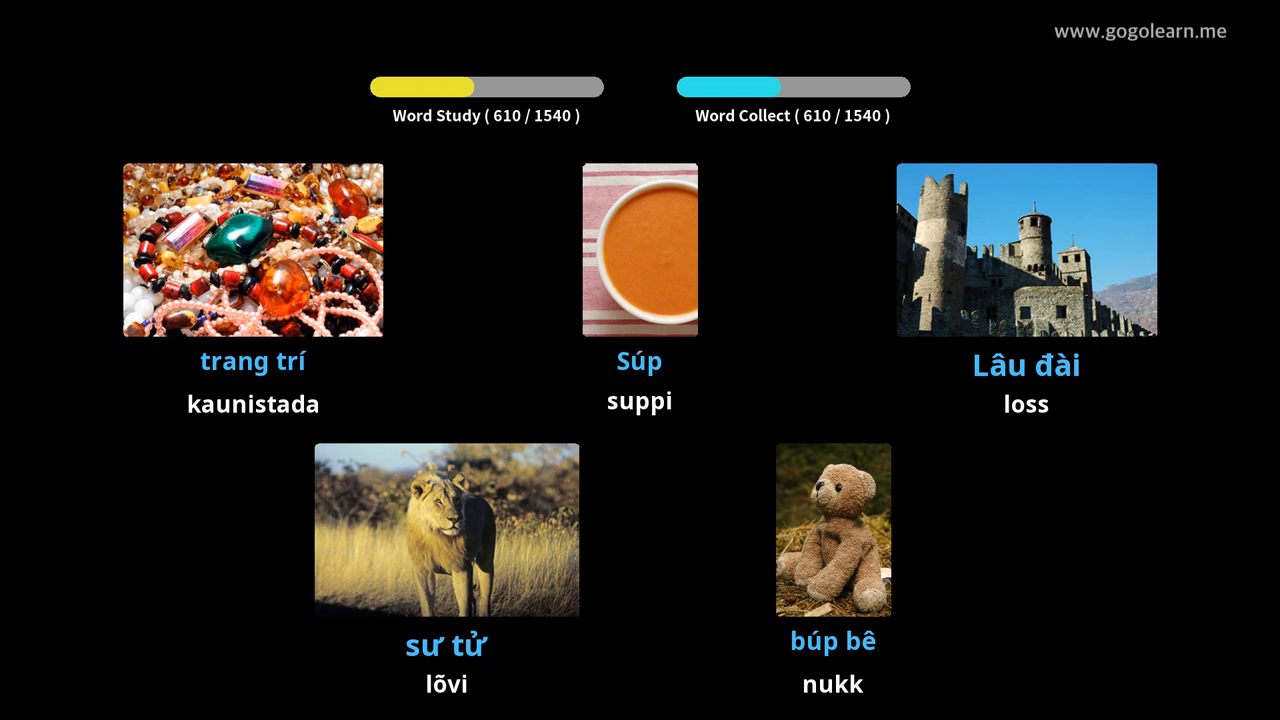 www.gogolearn.me
Word Study ( 610 / 1540 )
Word Collect ( 610 / 1540 )
trang trí
kaunistada
Súp
suppi
Lâu đài
loss
sư tử
lõvi
búp bê
nukk